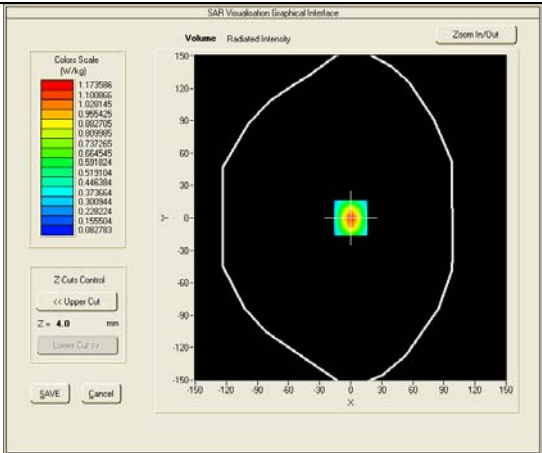 SAR Visualisation Graphical Interface
Volume Radiated Intensity
Zoom In/Out
Colors Scale
(W/kg)
1.173586
1.100866
1.028145
0.955425
0.882705
0.809985
0.737265
0.664545
0.591824
0.519104
0.446384
0.373664
0.300944
0.228224
0.155504
0.082783
Z Cuts Control
<< Upper Cut
Z = 4.0 mm
Lower Cut >>
SAVE Cancel
150
120
90
60
30
0
-30
-60
-90
-120
-150
Y
-150 -120 -90 -60 -30 0 30 60 90 120 150
X